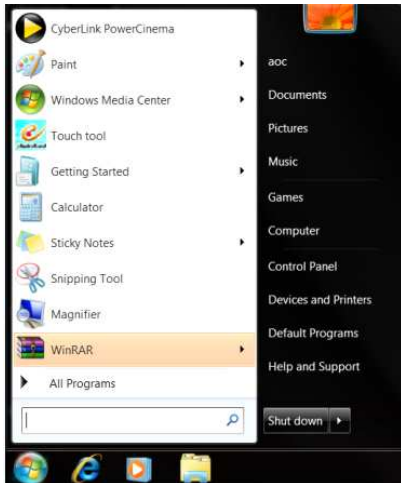 CyberLink PowerCinema
Paint
Windows Media Center
Touch tool
Getting Started
Calculator
Sticky Notes
Snipping Tool
Magnifier
WinRAR
All Programs
aoc
Documents
Pictures
Music
Games
Computer
Control Panel
Devices and Printers
Default Programs
Help and Support
Shut down